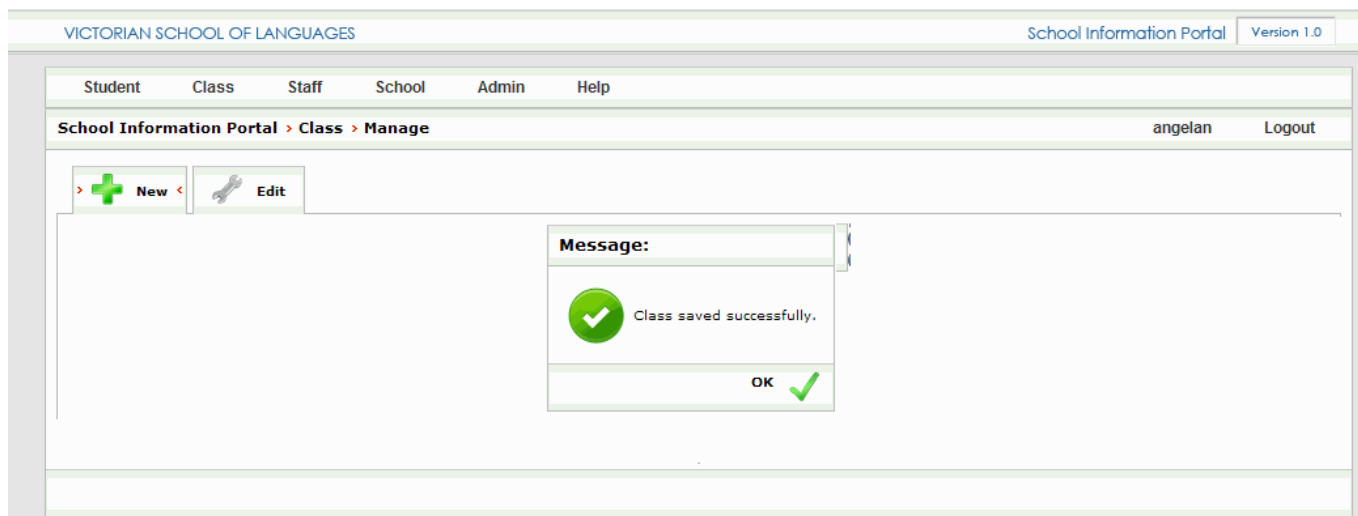 VICTORIAN SCHOOL OF LANGUAGES
School Information Portal Version 1.0
Student Class Staff School Admin Help
School Information Portal > Class > Manage angelan Logout
> New < Edit
Message:
Class saved successfully.
OK